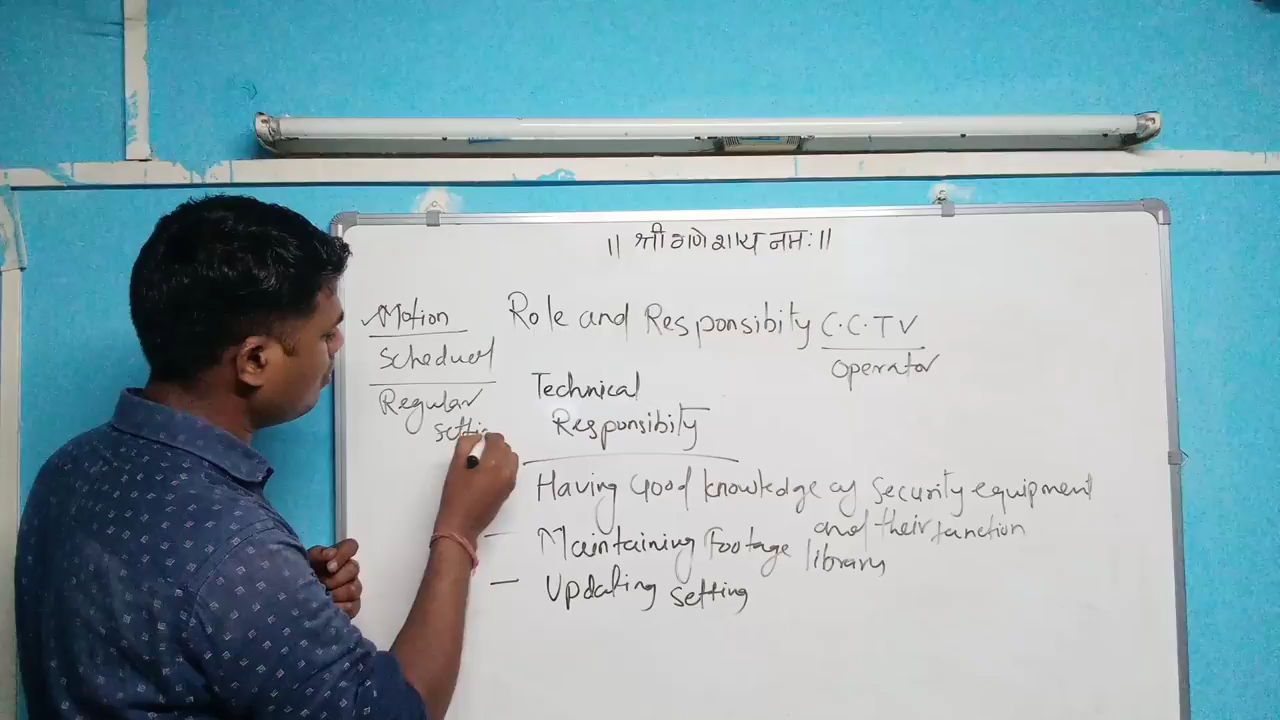 ॥ श्री गणेशाय नमः ॥
Role and Responsibity C.C.TV
operator
Motion
Scheduel
Regular
setti
Technical
Responsibity
Having Good knowledge of security equipment
and their function
— Maintaining Footage library
— Updating setting